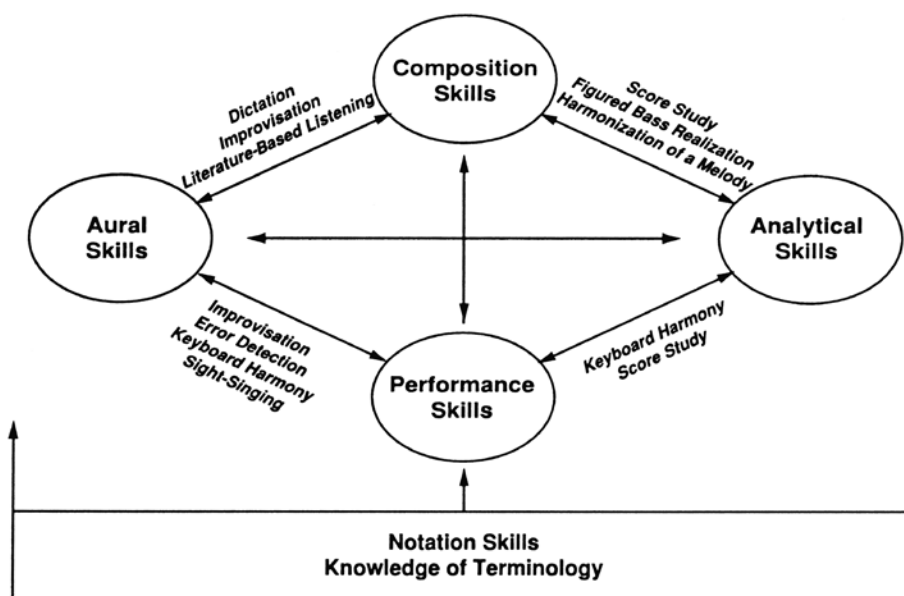 Composition
Skills
Dictation
Improvisation
Literature-Based Listening
Score Study
Figured Bass Realization
Harmonization of a Melody
Aural
Skills
Analytical
Skills
Improvisation
Error Detection
Keyboard Harmony
Sight-Singing
Keyboard Harmony
Score Study
Performance
Skills
Notation Skills
Knowledge of Terminology